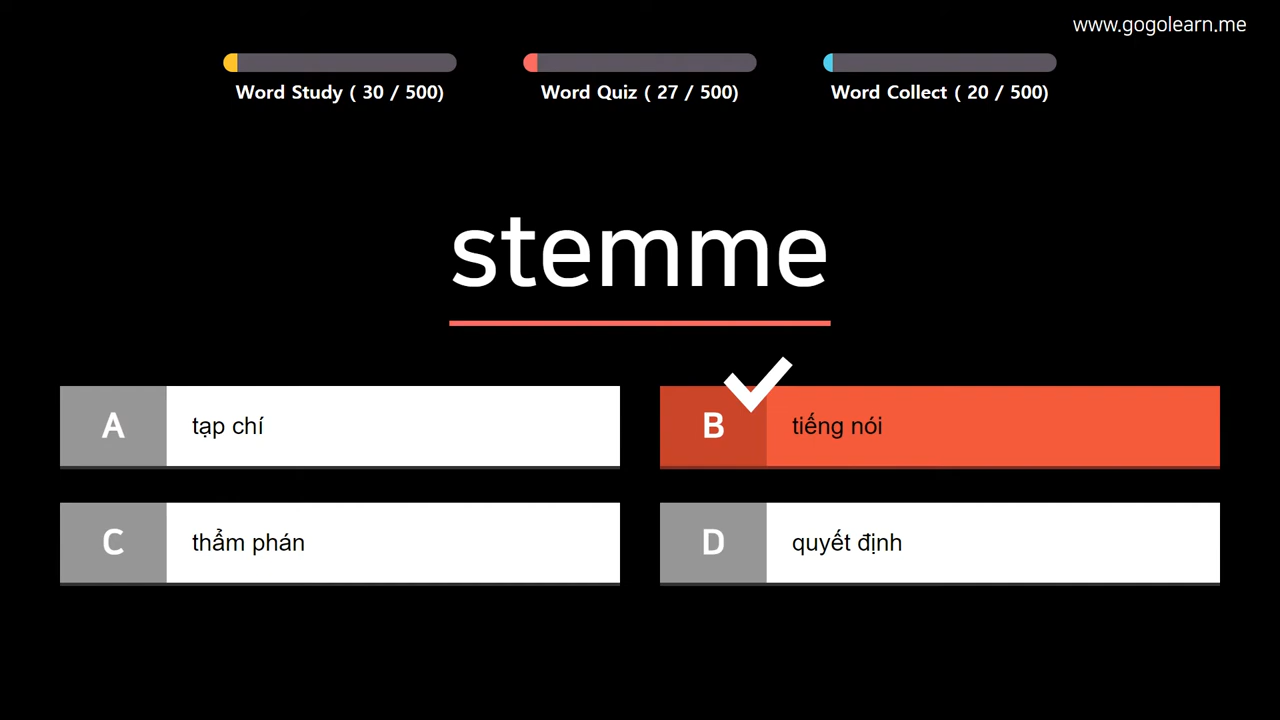 www.gogolearn.me
Word Study ( 30 / 500)
Word Quiz ( 27 / 500)
Word Collect ( 20 / 500)
stemme
A tạp chí
B tiếng nói
C thẩm phán
D quyết định